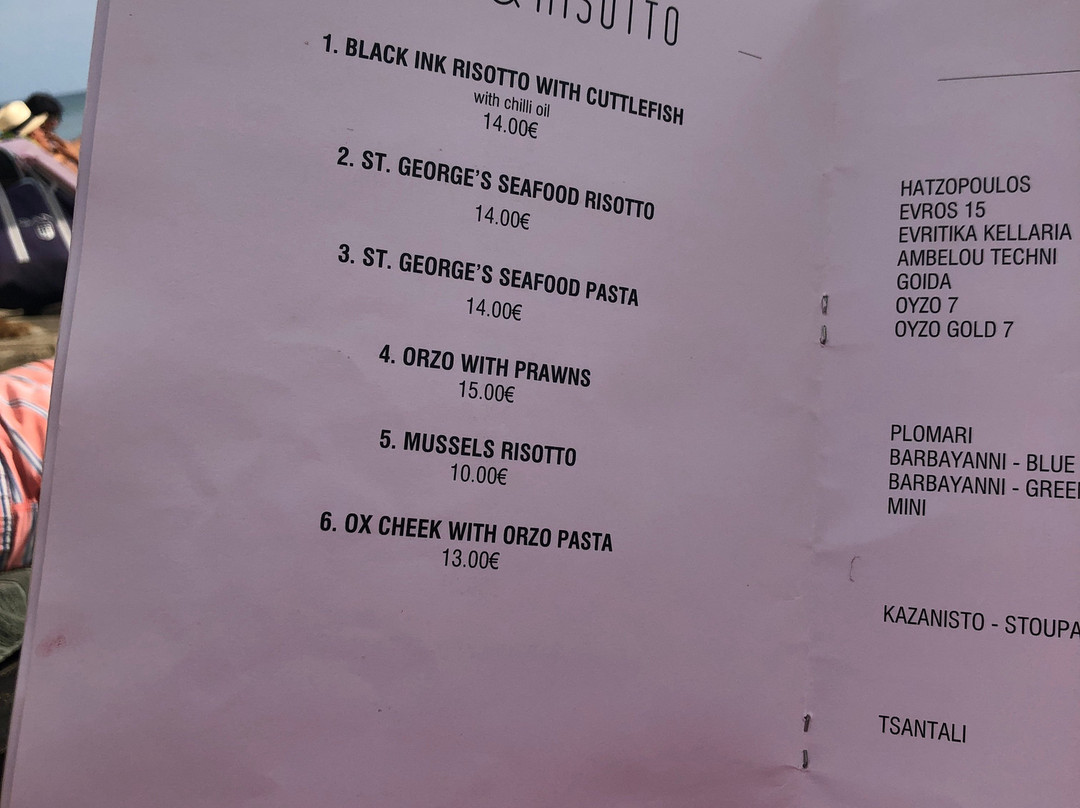 & RISOTTO
1. BLACK INK RISOTTO WITH CUTTLEFISH
with chilli oil
14.00€
2. ST. GEORGE'S SEAFOOD RISOTTO
14.00€
3. ST. GEORGE'S SEAFOOD PASTA
14.00€
4. ORZO WITH PRAWNS
15.00€
5. MUSSELS RISOTTO
10.00€
6. OX CHEEK WITH ORZO PASTA
13.00€
HATZOPOULOS
EVROS 15
EVRITIKA KELLARIA
AMBELOU TECHNI
GOIDA
OYZO 7
OYZO GOLD 7
PLOMARI
BARBAYANNI - BLUE
BARBAYANNI - GREE
MINI
KAZANISTO - STOUPA
TSANTALI